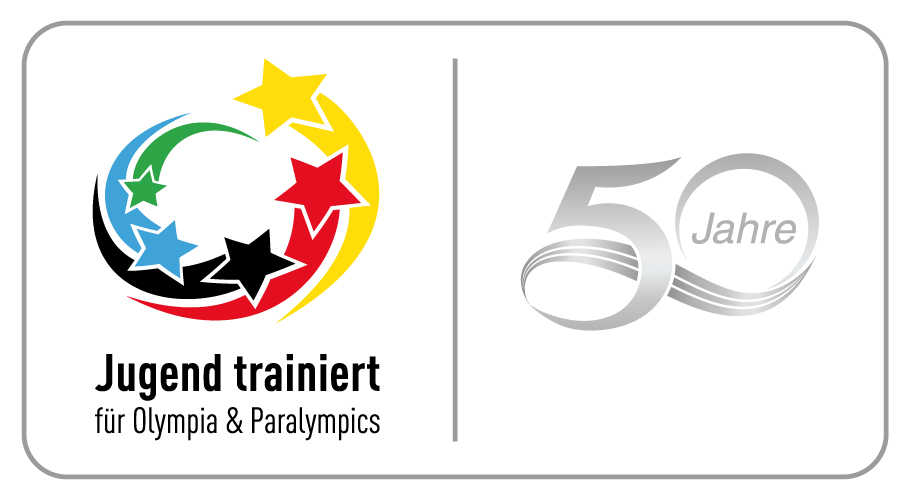 Jugend trainiert
für Olympia & Paralympics
50
Jahre